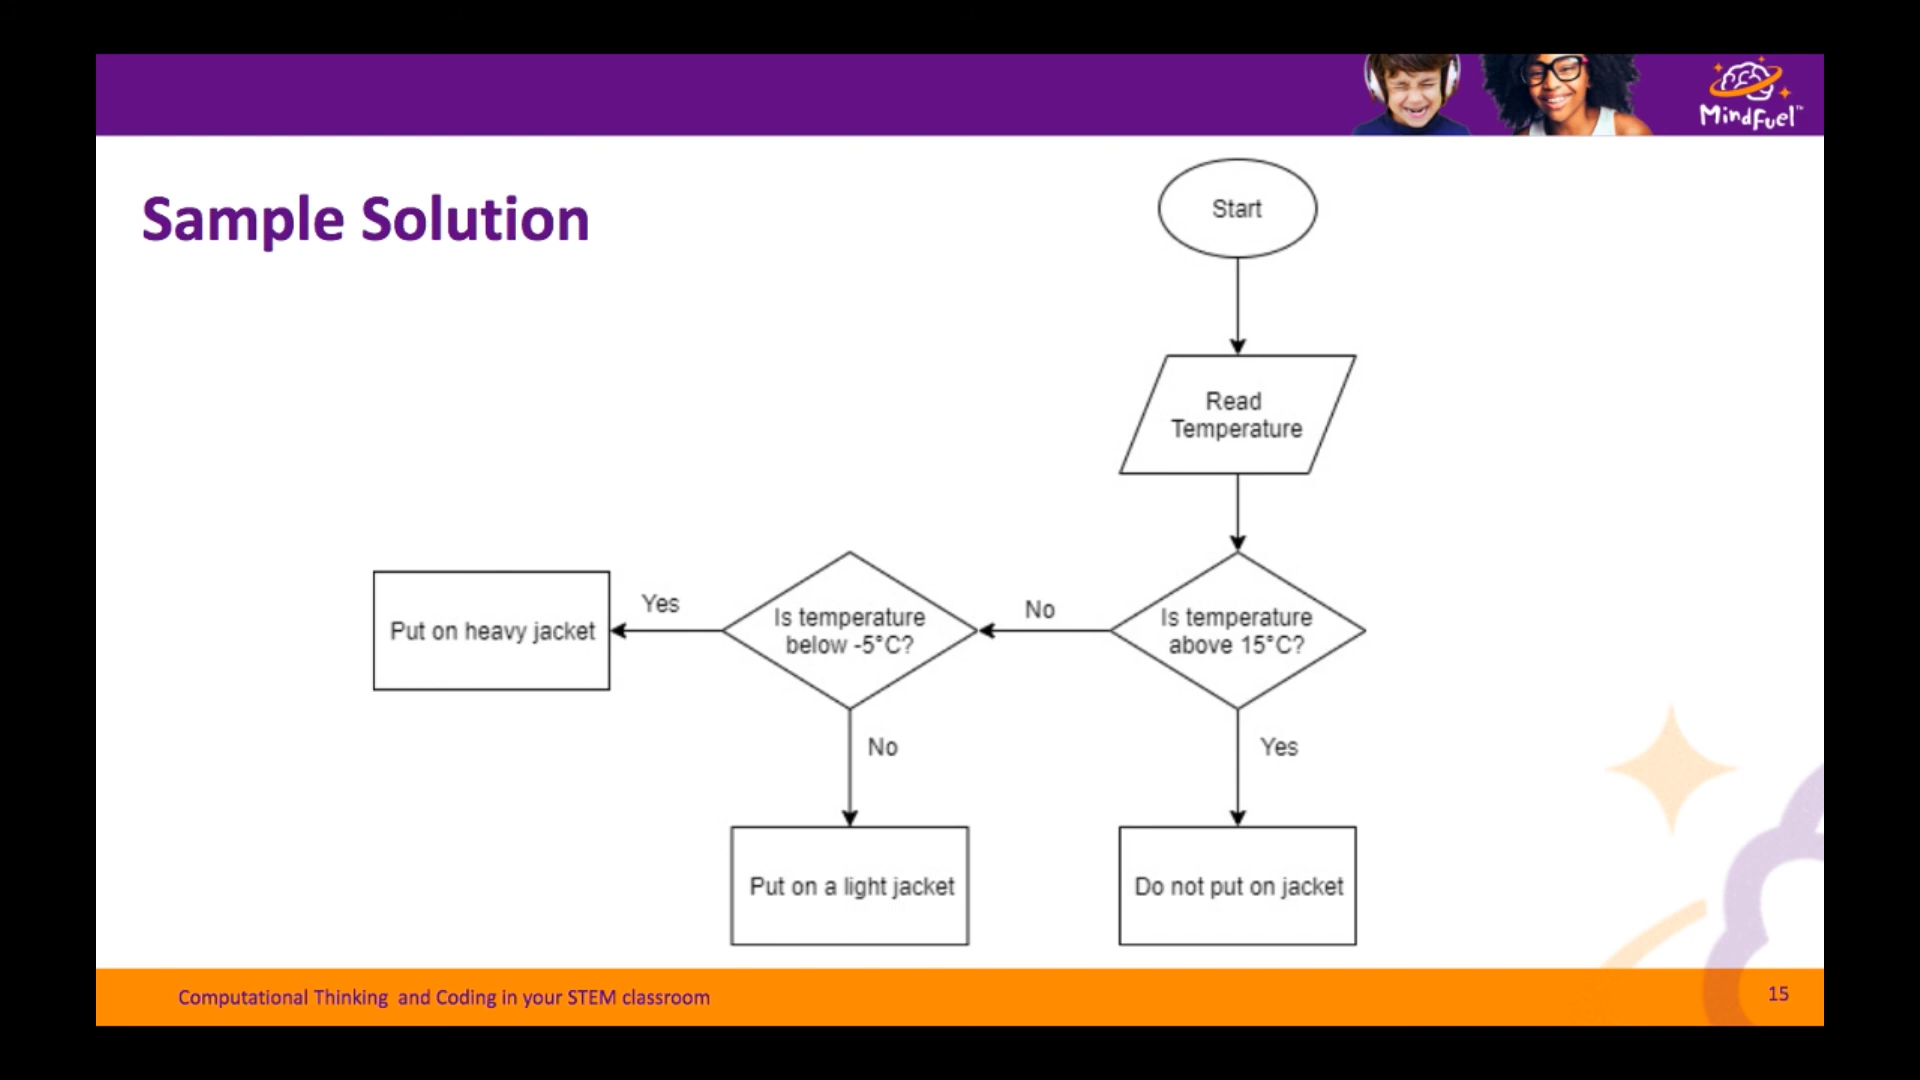 MindFuel™
Sample Solution
Start
Read
Temperature
Is temperature
above 15°C?
No
Yes
Is temperature
below -5°C?
Yes
No
Put on heavy jacket
Put on a light jacket
Do not put on jacket
Computational Thinking  and Coding in your STEM classroom
15